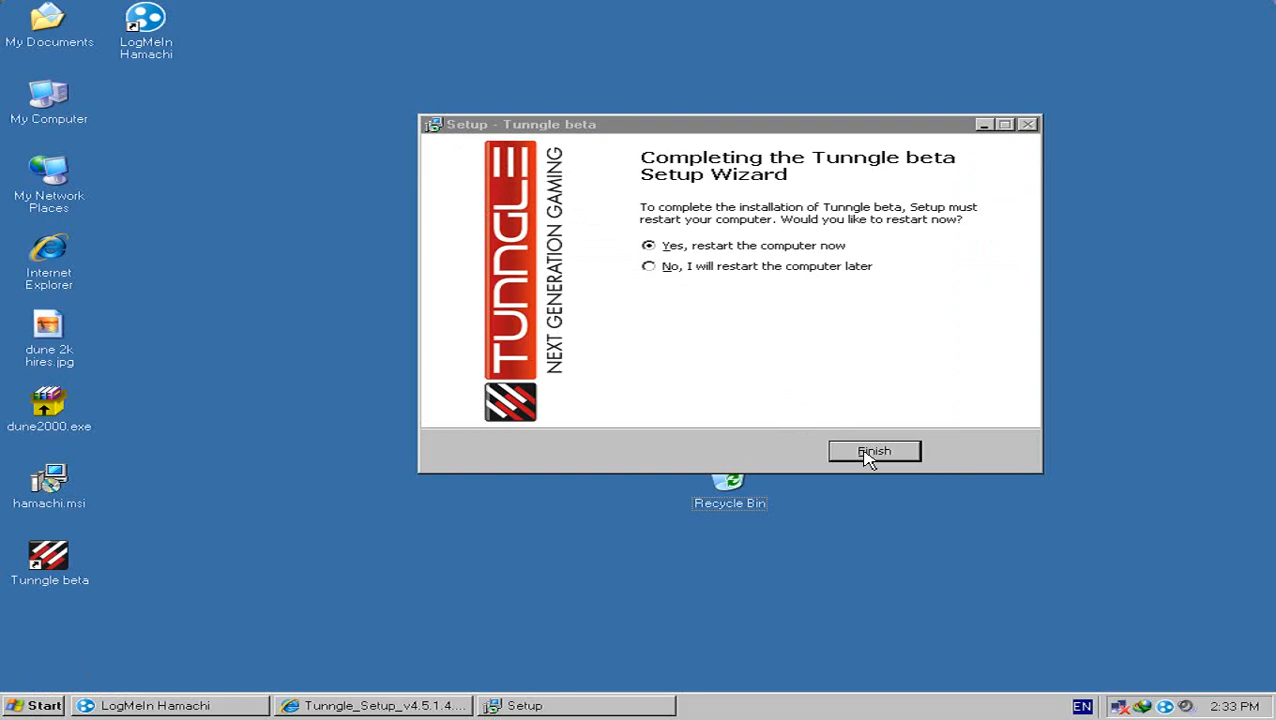 My Documents
LogMeIn
Hamachi
My Computer
My Network
Places
Internet
Explorer
dune 2k
hires.jpg
dune2000.exe
hamachi.msi
Tunngle beta
Setup - Tunngle beta
TUNNGLE
NEXT GENERATION GAMING
Completing the Tunngle beta
Setup Wizard
To complete the installation of Tunngle beta, Setup must
restart your computer. Would you like to restart now?
Yes, restart the computer now
No, I will restart the computer later
Finish
Recycle Bin
Start
LogMeIn Hamachi
Tunngle_Setup_v4.5.1.4....
Setup
EN
2:33 PM